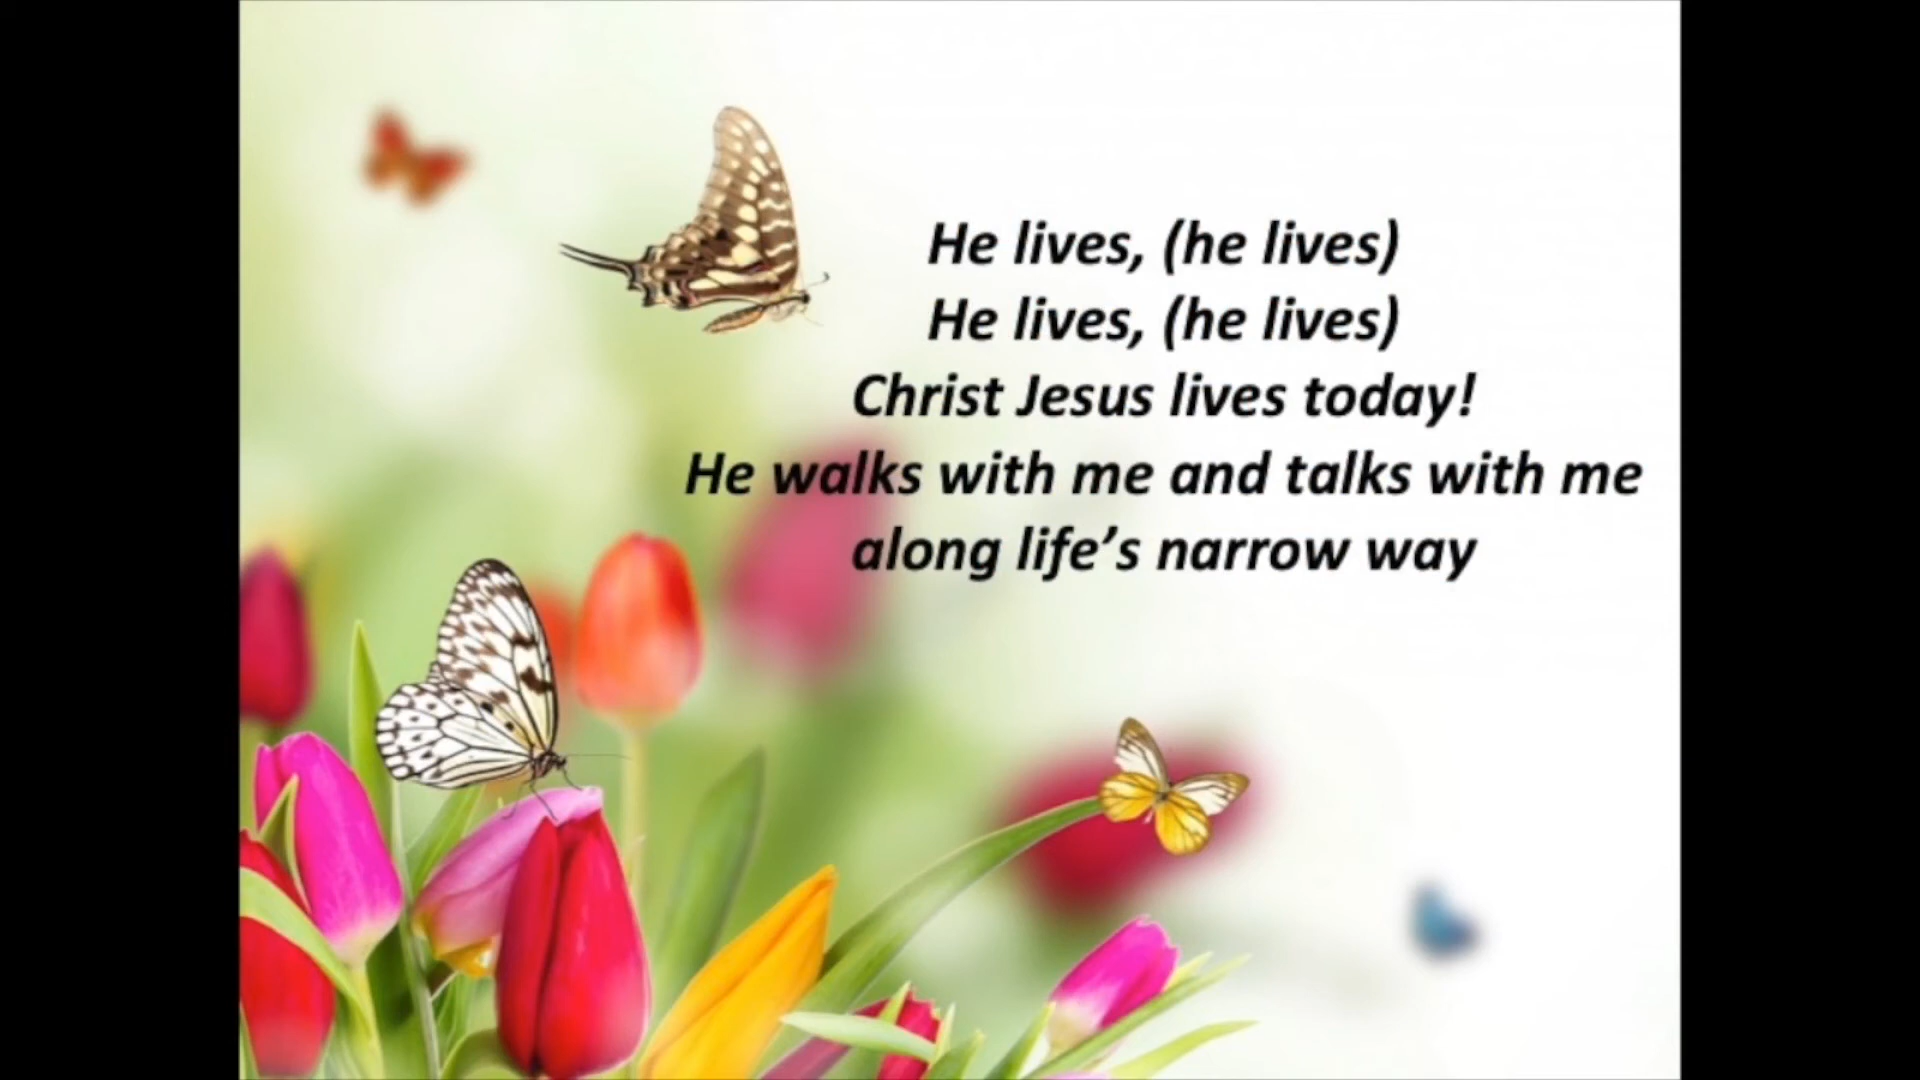 He lives, (he lives)
He lives, (he lives)
Christ Jesus lives today!
He walks with me and talks with me
along life’s narrow way